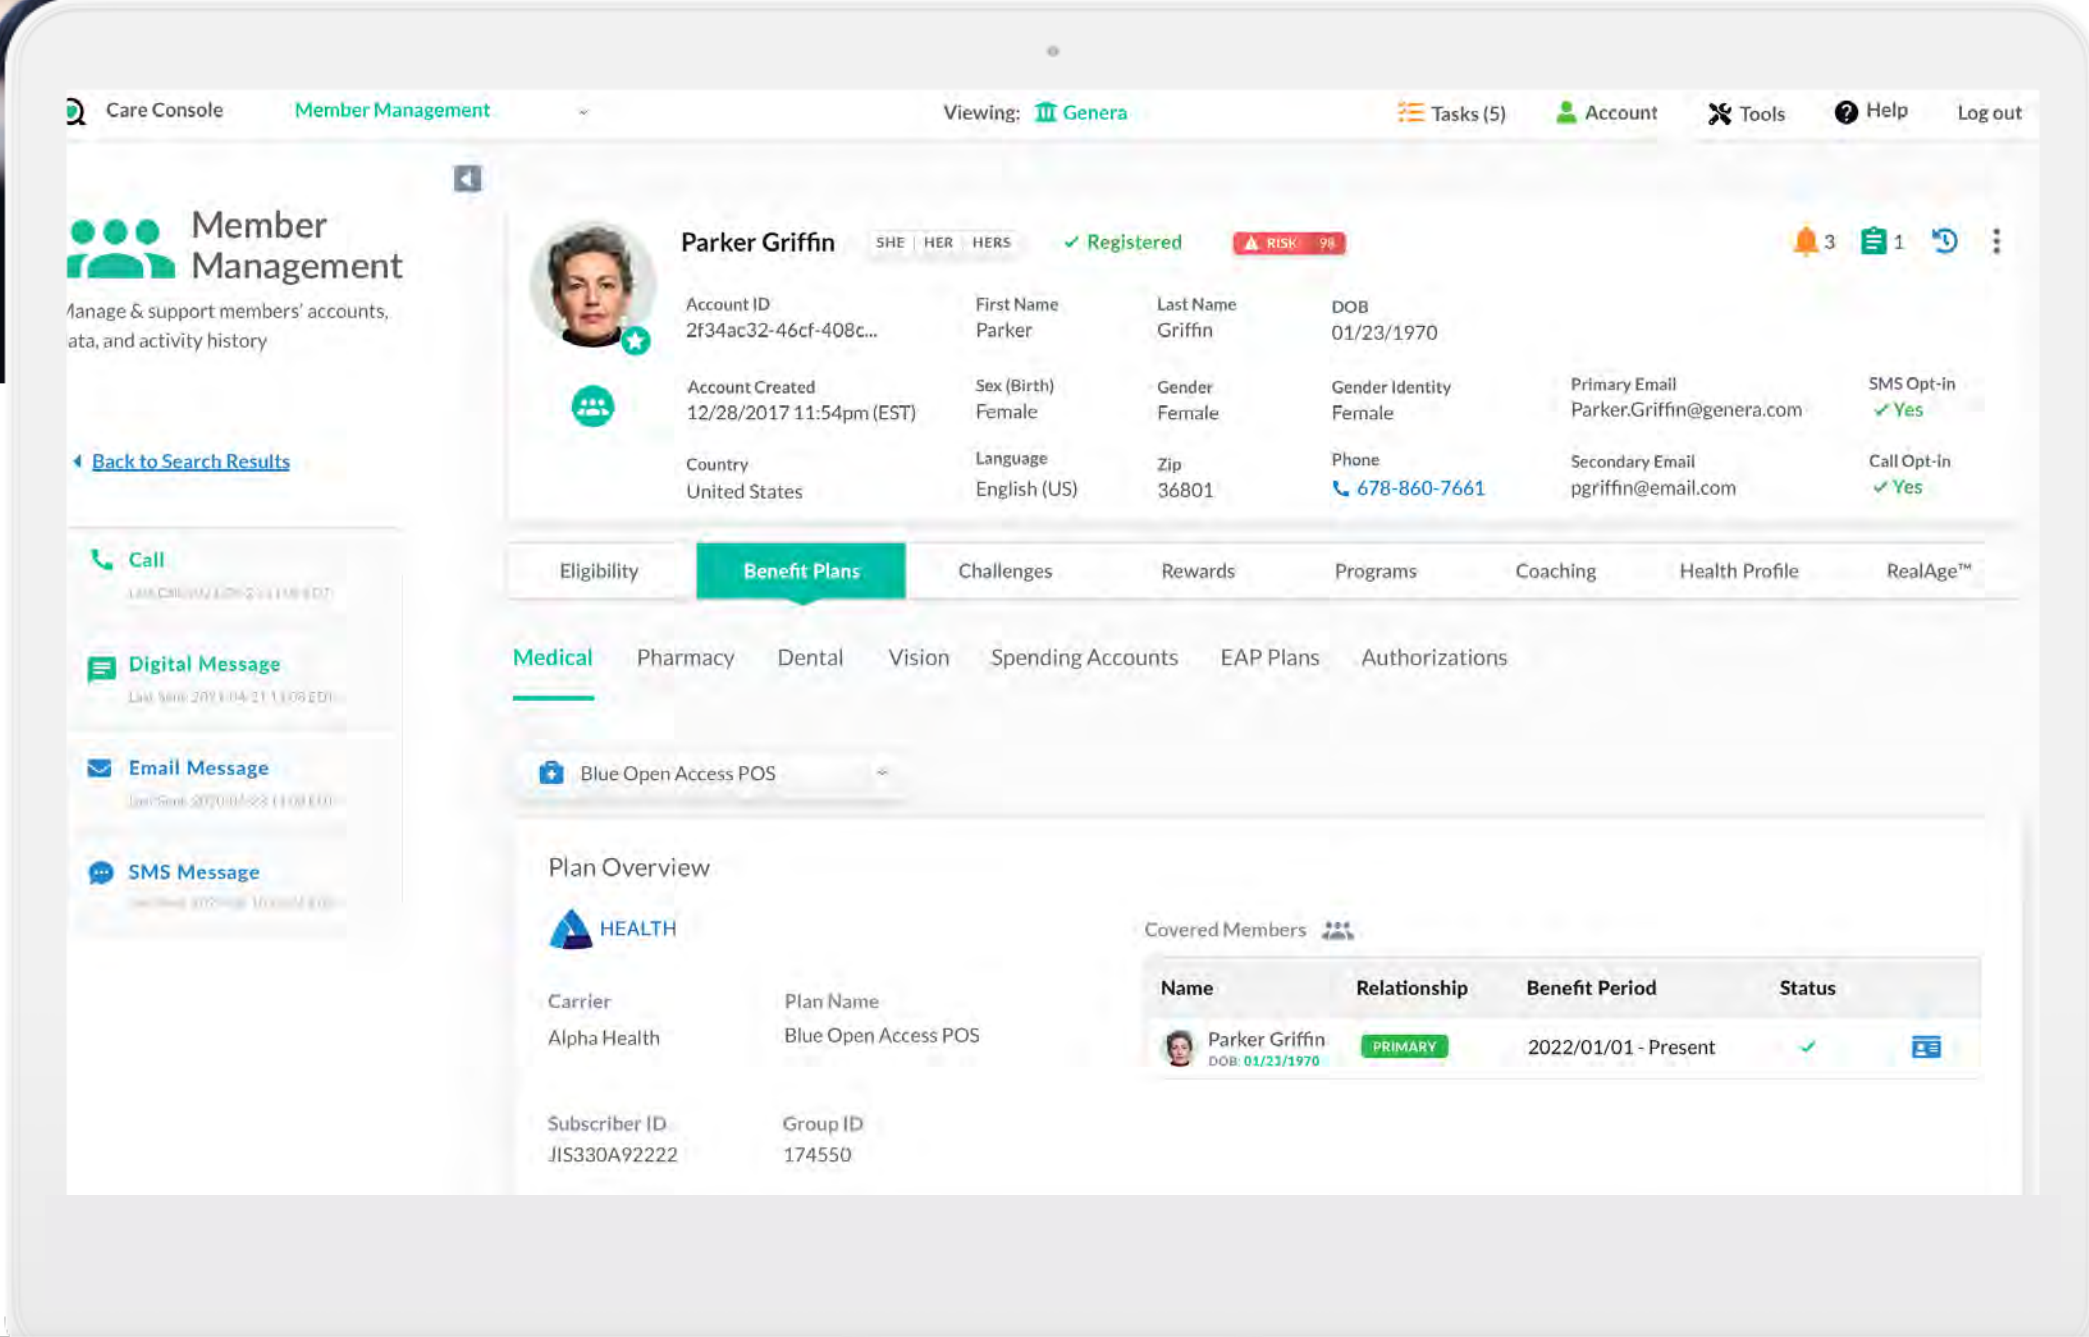 Care Console
Member Management
Viewing: Genera
Tasks (5)
Account
Tools
Help
Log out
Member
Management
Manage & support members' accounts,
data, and activity history
Back to Search Results
Call
Digital Message
Email Message
SMS Message
Parker Griffin
SHE | HER | HERS
Registered
RISK 98
3
1
Account ID
2f34ac32-46cf-408c...
First Name
Parker
Last Name
Griffin
DOB
01/23/1970
Account Created
12/28/2017 11:54pm (EST)
Sex (Birth)
Female
Gender
Female
Gender Identity
Female
Primary Email
Parker.Griffin@genera.com
SMS Opt-in
Yes
Country
United States
Language
English (US)
Zip
36801
Phone
678-860-7661
Secondary Email
pgriffin@email.com
Call Opt-in
Yes
Eligibility
Benefit Plans
Challenges
Rewards
Programs
Coaching
Health Profile
RealAge™
Medical
Pharmacy
Dental
Vision
Spending Accounts
EAP Plans
Authorizations
Blue Open Access POS
Plan Overview
HEALTH
Carrier
Alpha Health
Plan Name
Blue Open Access POS
Subscriber ID
JIS330A92222
Group ID
174550
Covered Members
Name Relationship Benefit Period Status
Parker Griffin PRIMARY 2022/01/01 - Present
DOB: 01/23/1970